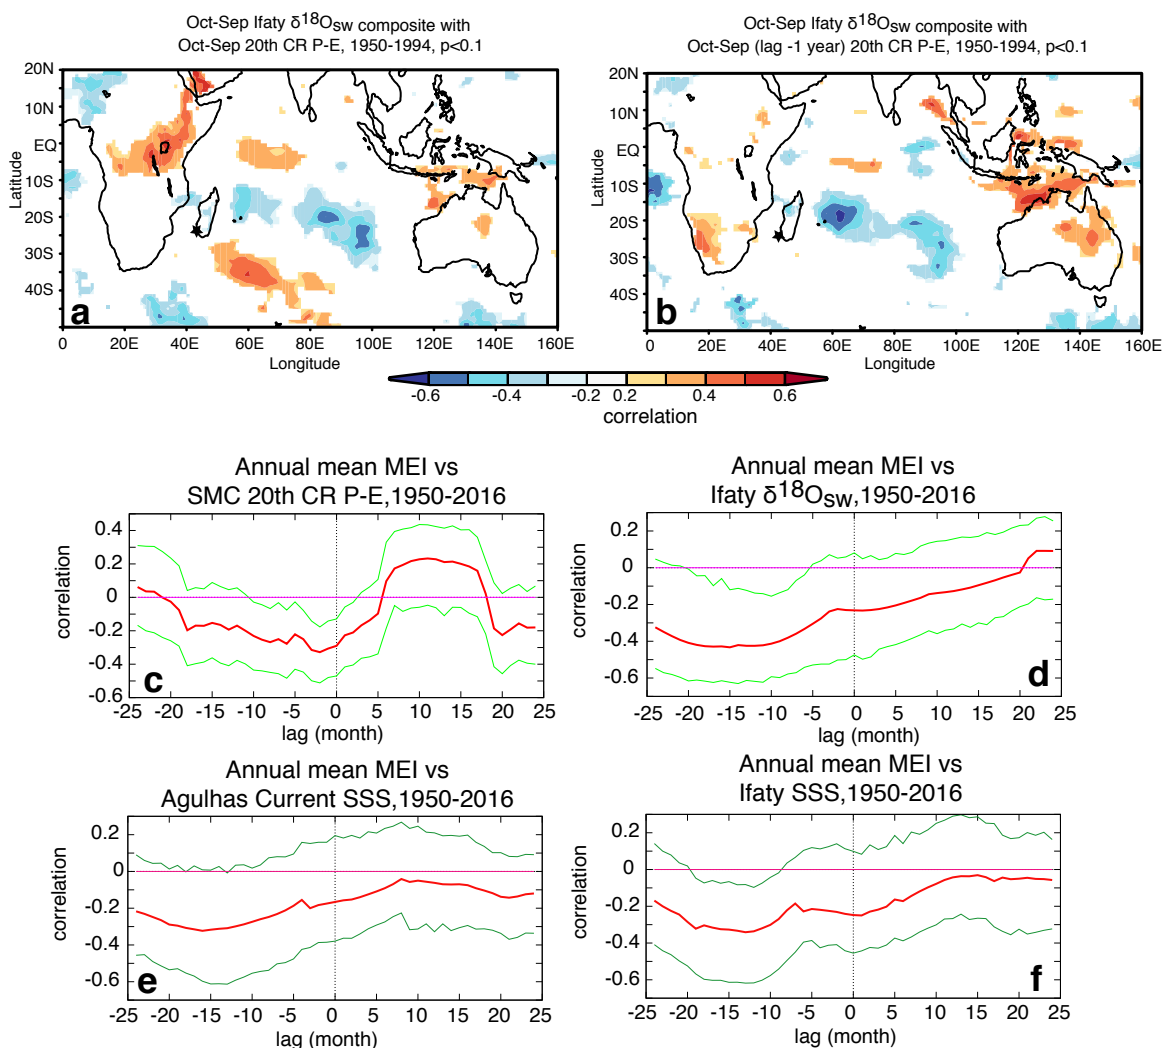 Oct-Sep Ifaty δ18Osw composite with
Oct-Sep 20th CR P-E, 1950-1994, p<0.1
Oct-Sep Ifaty δ18Osw composite with
Oct-Sep (lag -1 year) 20th CR P-E, 1950-1994, p<0.1
20N
10N
EQ
10S
20S
30S
40S
Latitude
a
0 20E 40E 60E 80E 100E 120E 140E 160E
Longitude
20N
10N
EQ
10S
20S
30S
40S
Latitude
b
0 20E 40E 60E 80E 100E 120E 140E 160E
Longitude
-0.6 -0.4 -0.2 0.2 0.4 0.6
correlation
Annual mean MEI vs
SMC 20th CR P-E,1950-2016
0.4
0.2
0
-0.2
-0.4
-0.6
correlation
c
-25 -20 -15 -10 -5 0 5 10 15 20 25
lag (month)
Annual mean MEI vs
Ifaty δ18Osw,1950-2016
0.2
0
-0.2
-0.4
-0.6
correlation
d
-25 -20 -15 -10 -5 0 5 10 15 20 25
lag (month)
Annual mean MEI vs
Agulhas Current SSS,1950-2016
0.2
0
-0.2
-0.4
-0.6
correlation
e
-25 -20 -15 -10 -5 0 5 10 15 20 25
lag (month)
Annual mean MEI vs
Ifaty SSS,1950-2016
0.2
0
-0.2
-0.4
-0.6
correlation
f
-25 -20 -15 -10 -5 0 5 10 15 20 25
lag (month)